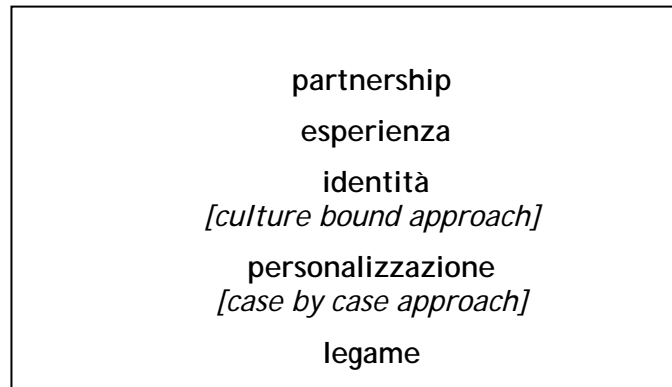 partnership
esperienza
identità
[culture bound approach]
personalizzazione
[case by case approach]
legame